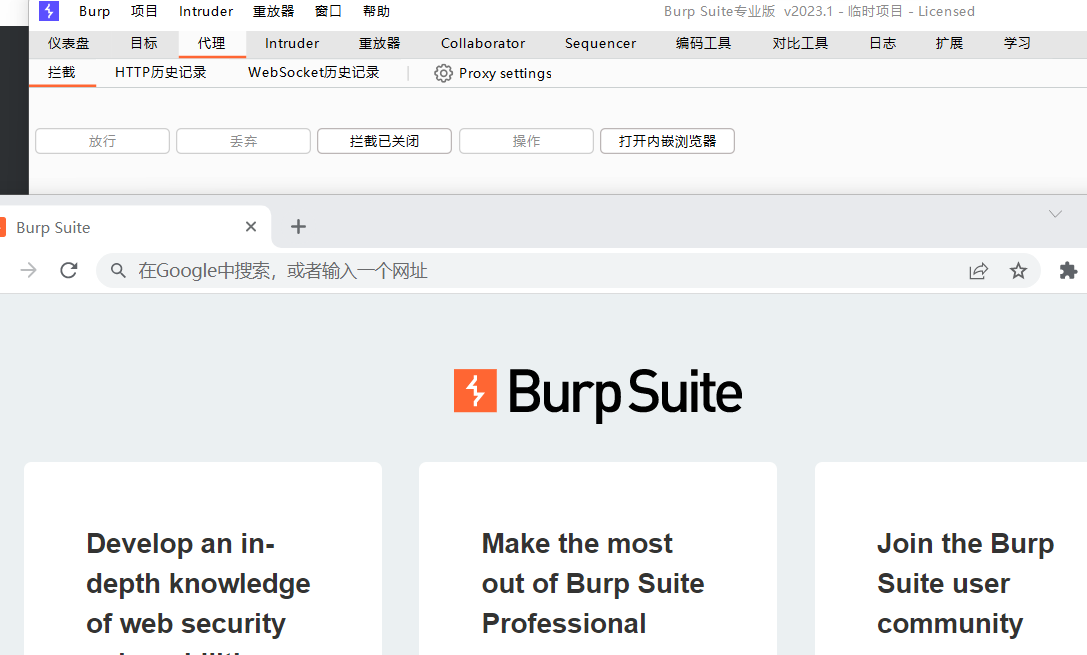 Burp 项目 Intruder 重放器 窗口 帮助 Burp Suite专业版 v2023.1 - 临时项目 - Licensed
仪表盘 目标 代理 Intruder 重放器 Collaborator Sequencer 编码工具 对比工具 日志 扩展 学习
拦截 HTTP历史记录 WebSocket历史记录 Proxy settings
放行 丢弃 拦截已关闭 操作 打开内嵌浏览器
Burp Suite
在Google中搜索，或者输入一个网址
Burp Suite
Develop an in-
depth knowledge
of web security
Make the most
out of Burp Suite
Professional
Join the Burp
Suite user
community